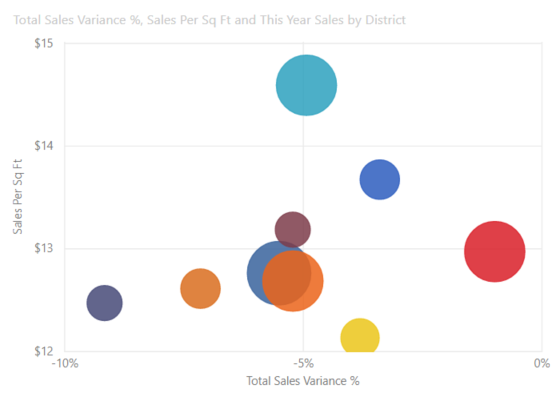 Total Sales Variance %, Sales Per Sq Ft and This Year Sales by District
$15
$14
$13
$12
Sales Per Sq Ft
-10%
-5%
0%
Total Sales Variance %